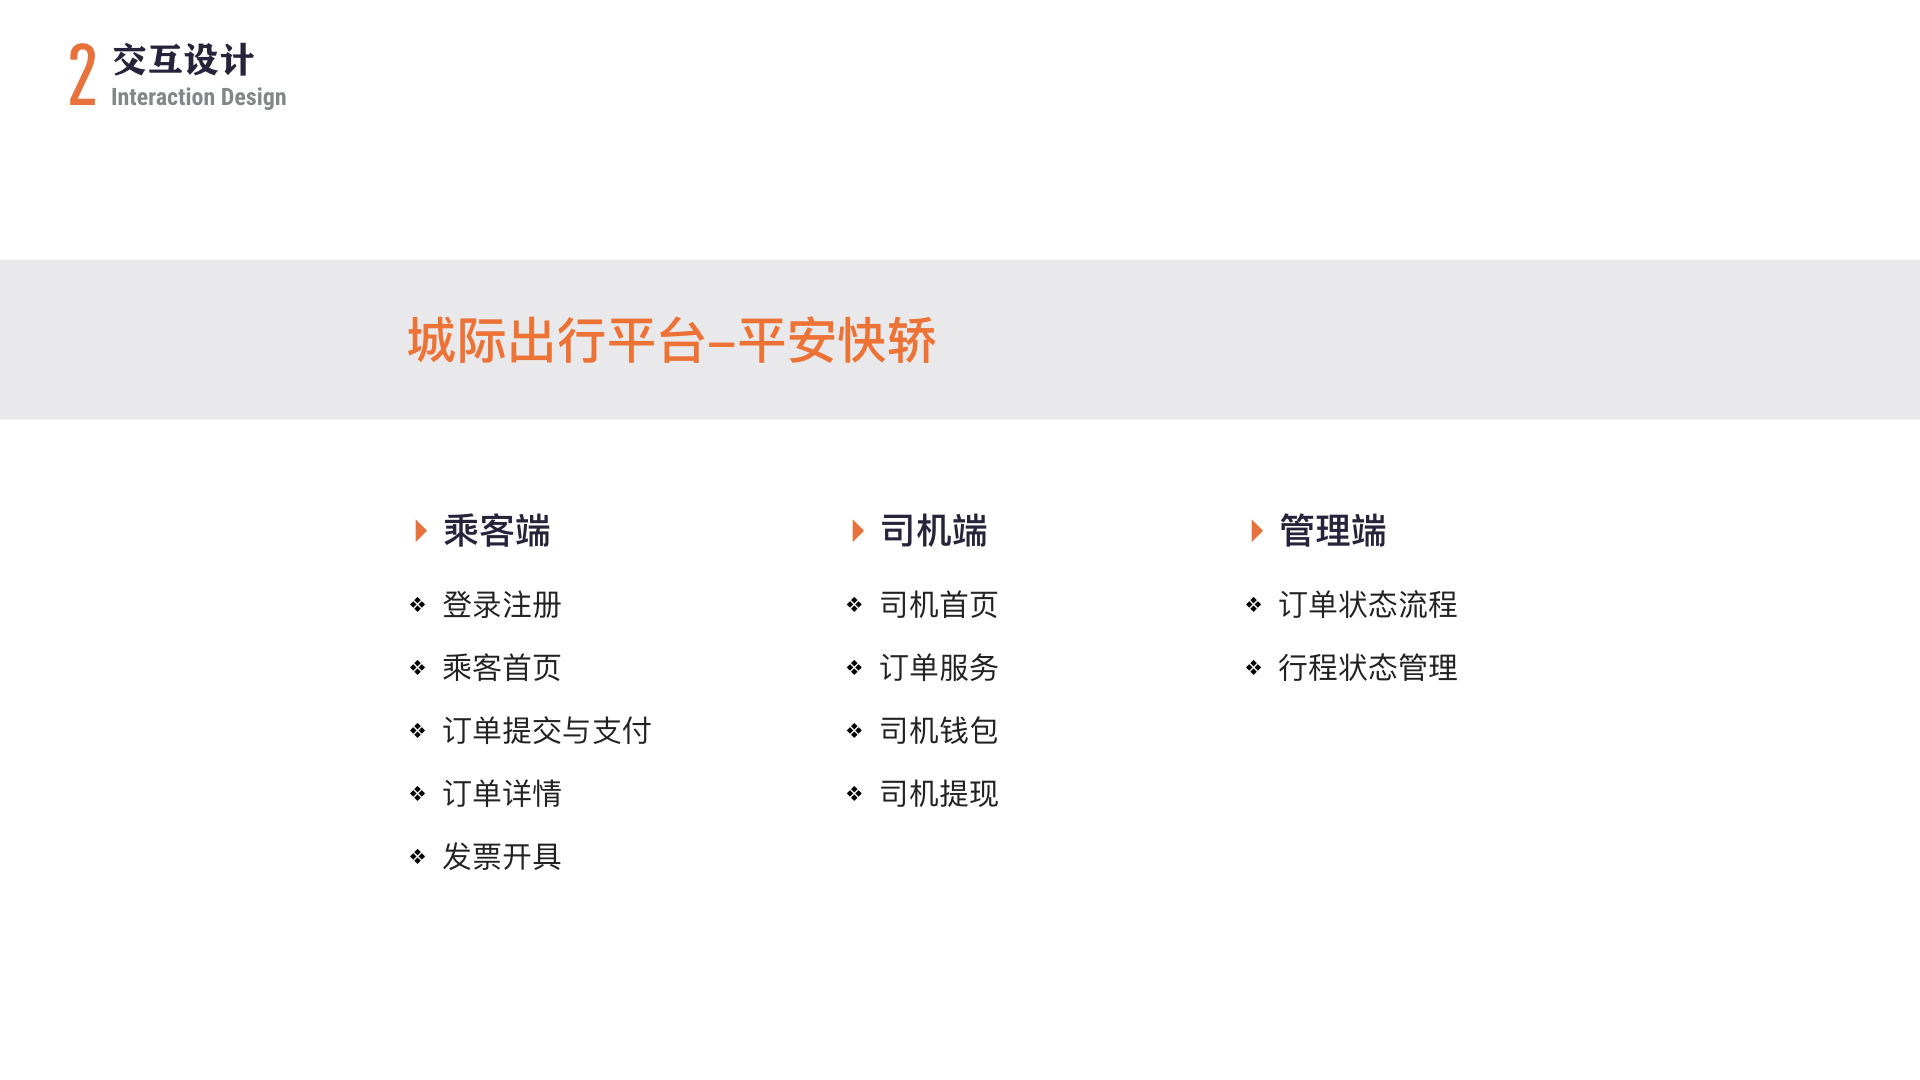 2
交互设计
Interaction Design
城际出行平台–平安快轿
乘客端
❖ 登录注册
❖ 乘客首页
❖ 订单提交与支付
❖ 订单详情
❖ 发票开具
司机端
❖ 司机首页
❖ 订单服务
❖ 司机钱包
❖ 司机提现
管理端
❖ 订单状态流程
❖ 行程状态管理